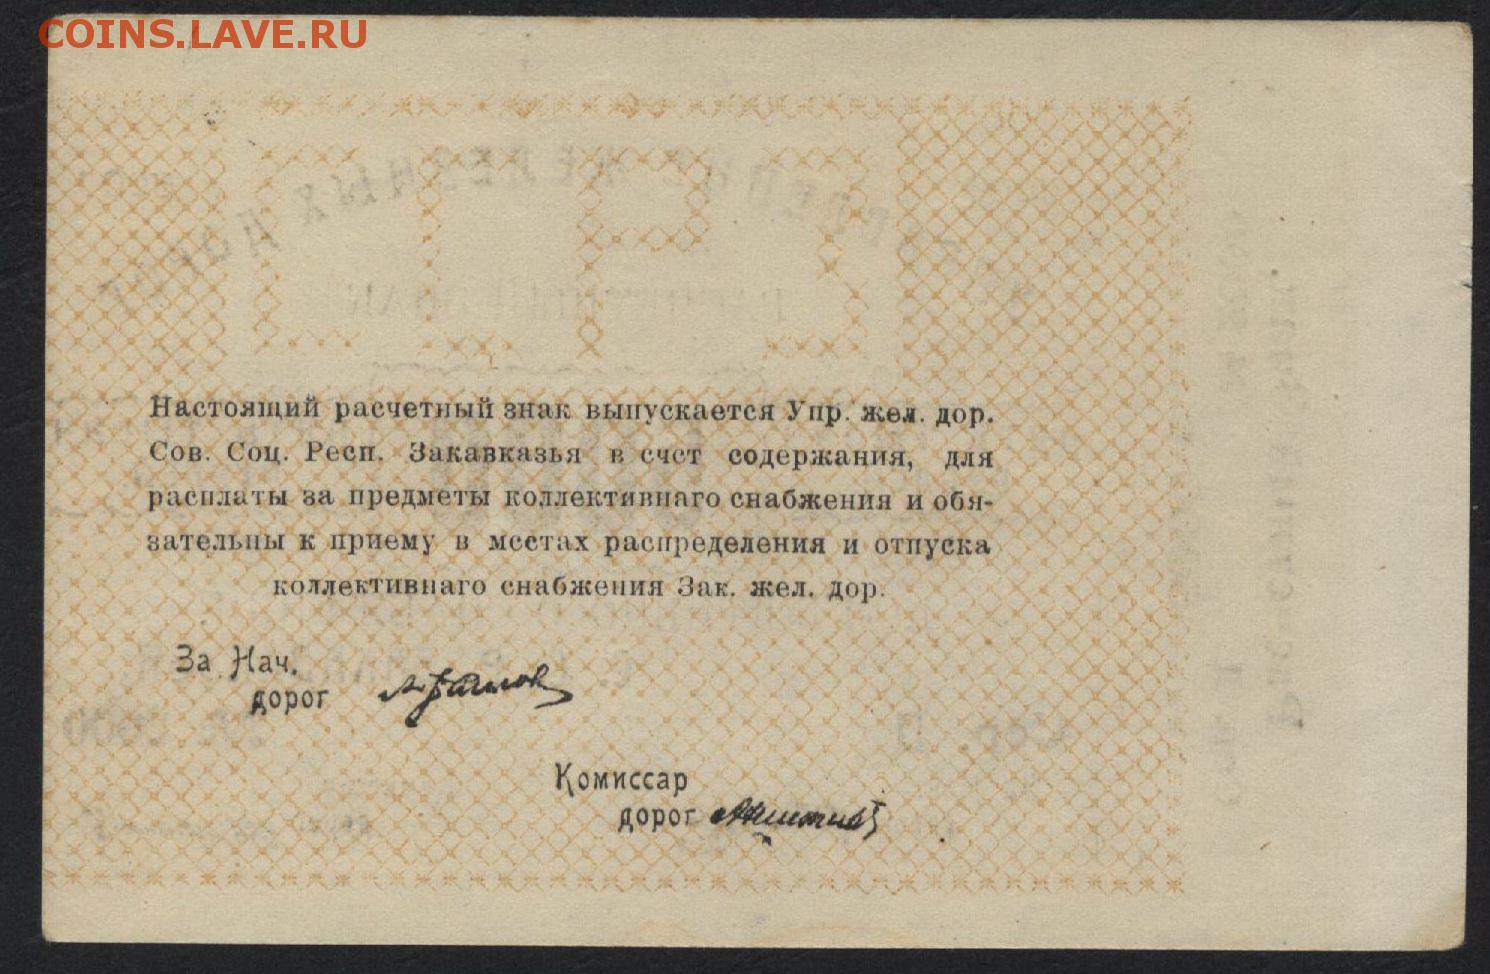 COINS.LAVE.RU
Настоящий расчетный знак выпускается Упр. жел. дор.
Сов. Соц. Респ. Закавказья в счет содержания, для
расплаты за предметы коллективнаго снабжения и обя-
зательны к приему в местах распределения и отпуска
коллективнаго снабжения Зак. жел. дор.
За Нач.
дорог
Комиссар
дорог